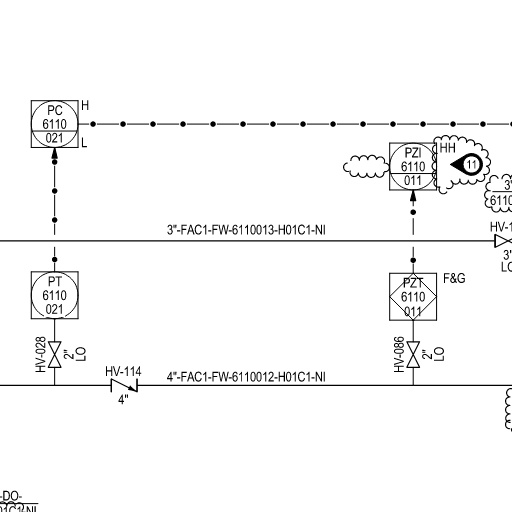 PC
6110
021
H
L
PZI
6110
011
HH
11
3"
6110
3"-FAC1-FW-6110013-H01C1-NI
HV-1
3"
LO
PT
6110
021
PZT
6110
011
F&G
HV-028
2"
LO
HV-086
2"
LO
HV-114
4"
4"-FAC1-FW-6110012-H01C1-NI
-DO-
01C1-NI